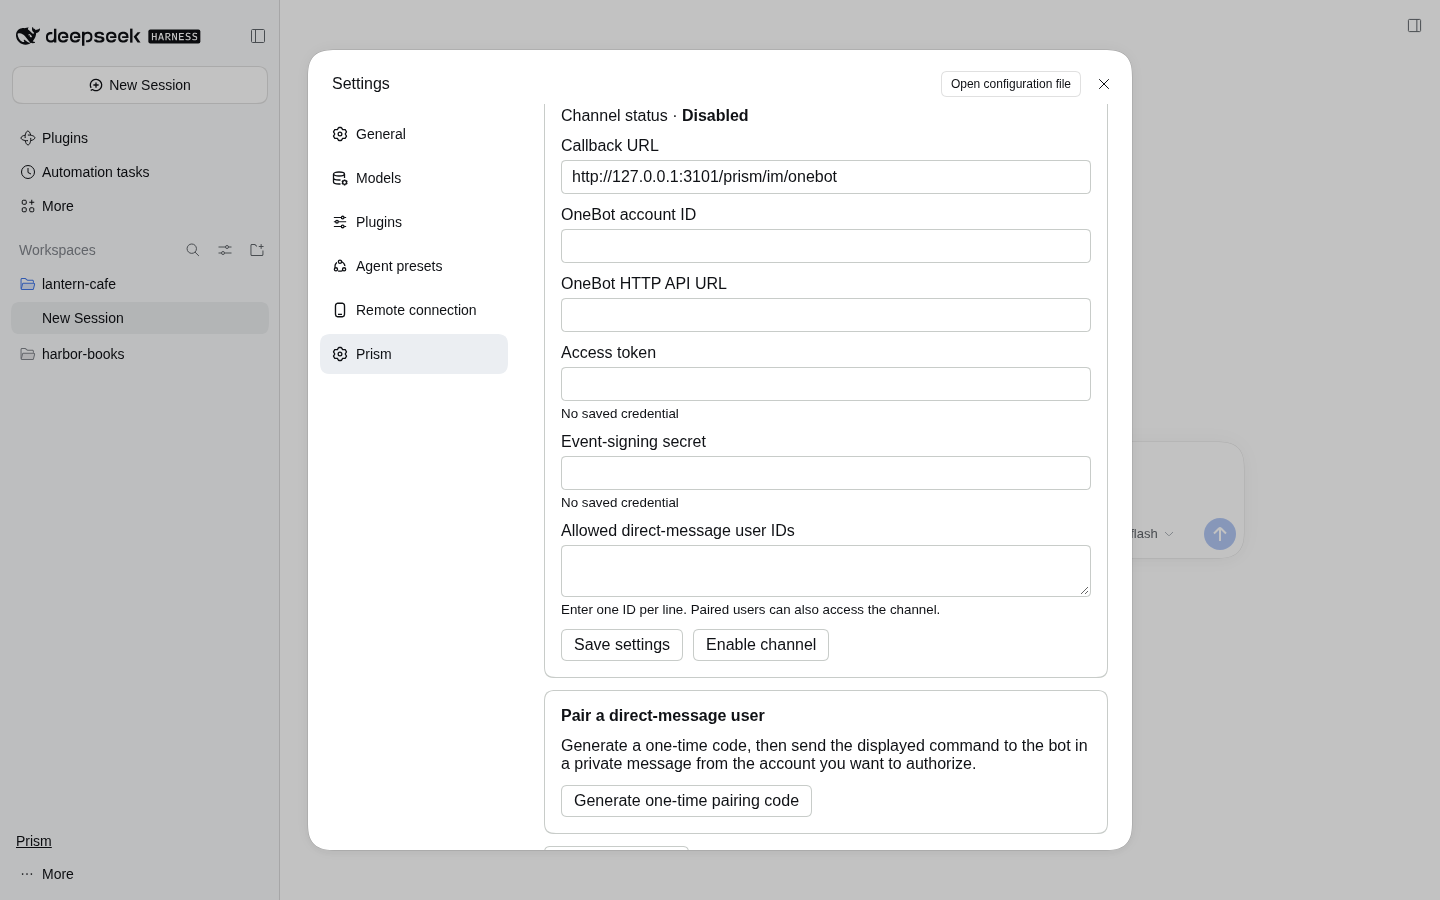 deepseek HARNESS
New Session
Plugins
Automation tasks
More
Workspaces
lantern-cafe
New Session
harbor-books
Prism
More
Settings
Open configuration file
General
Models
Plugins
Agent presets
Remote connection
Prism
Channel status · Disabled
Callback URL
http://127.0.0.1:3101/prism/im/onebot
OneBot account ID
OneBot HTTP API URL
Access token
No saved credential
Event-signing secret
No saved credential
Allowed direct-message user IDs
Enter one ID per line. Paired users can also access the channel.
Save settings
Enable channel
Pair a direct-message user
Generate a one-time code, then send the displayed command to the bot in
a private message from the account you want to authorize.
Generate one-time pairing code
flash